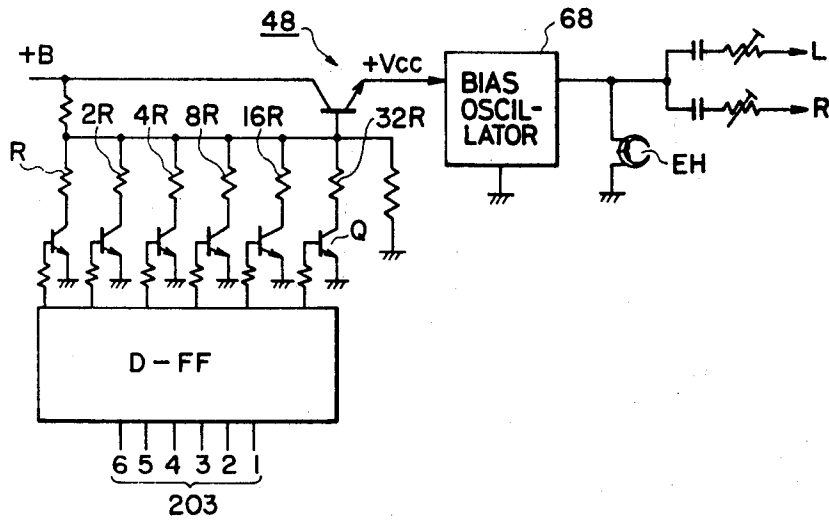 48
68
+B
+Vcc
BIAS
OSCIL-
LATOR
L
R
EH
R
2R
4R
8R
16R
32R
Q
D-FF
6 5 4 3 2 1
203